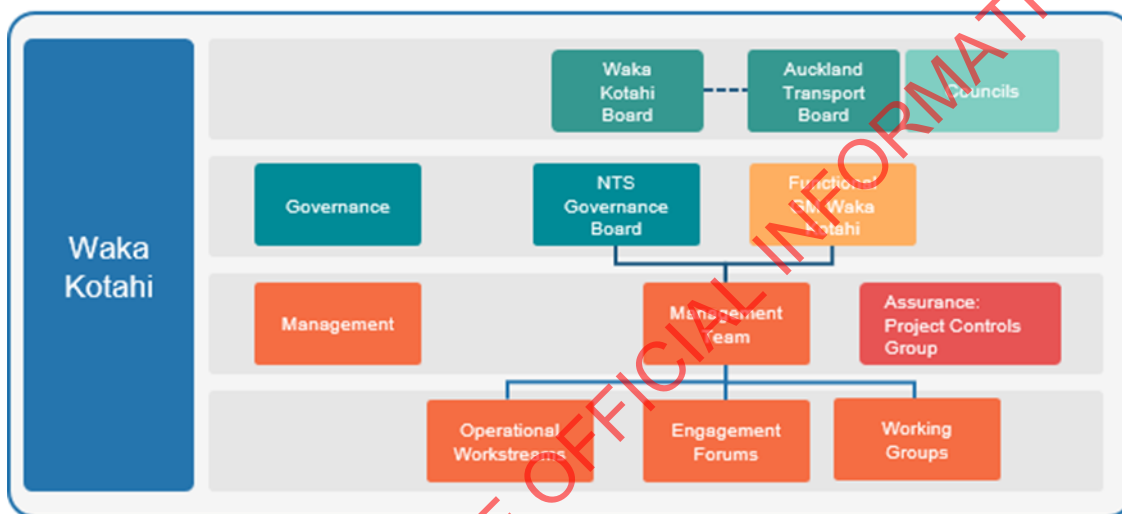 Waka
Kotahi
Waka
Kotahi
Board
Auckland
Transport
Board
Councils
Governance
NTS
Governance
Board
Functional
GM Waka
Kotahi
Management
Management
Team
Assurance:
Project Controls
Group
Operational
Workstreams
Engagement
Forums
Working
Groups
OFFICIAL INFORMATI